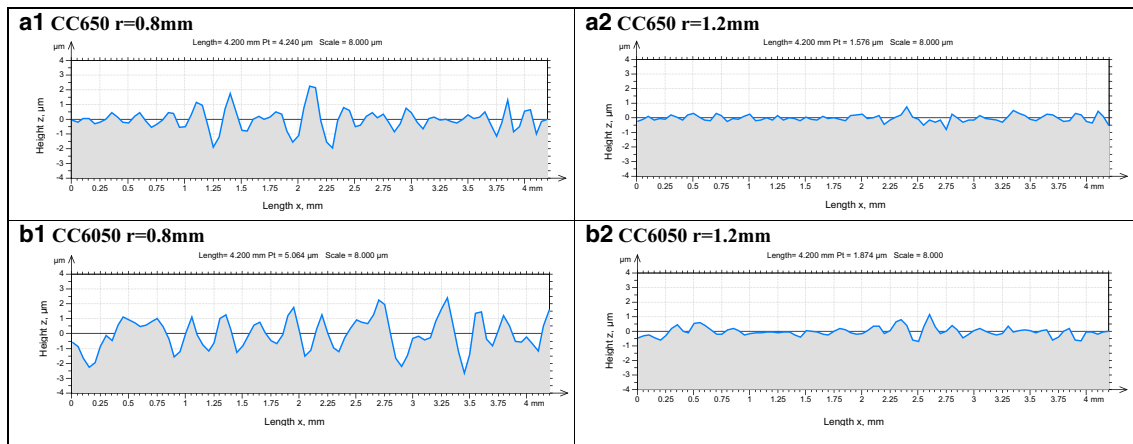 a1 CC650 r=0.8mm
Length= 4.200 mm Pt = 4.240 µm Scale = 8.000 µm
µm
4
3
2
1
0
-1
-2
-3
-4
Height z, µm
0 0.25 0.5 0.75 1 1.25 1.5 1.75 2 2.25 2.5 2.75 3 3.25 3.5 3.75 4 mm
Length x, mm
a2 CC650 r=1.2mm
Length= 4.200 mm Pt = 1.576 µm Scale = 8.000 µm
µm
4
3
2
1
0
-1
-2
-3
-4
Height z, µm
0 0.25 0.5 0.75 1 1.25 1.5 1.75 2 2.25 2.5 2.75 3 3.25 3.5 3.75 4 mm
Length x, mm
b1 CC6050 r=0.8mm
Length= 4.200 mm Pt = 5.064 µm Scale = 8.000 µm
µm
4
3
2
1
0
-1
-2
-3
-4
Height z, µm
0 0.25 0.5 0.75 1 1.25 1.5 1.75 2 2.25 2.5 2.75 3 3.25 3.5 3.75 4 mm
Length x, mm
b2 CC6050 r=1.2mm
Length= 4.200 mm Pt = 1.874 µm Scale = 8.000
µm
4
3
2
1
0
-1
-2
-3
-4
Height z, µm
0 0.25 0.5 0.75 1 1.25 1.5 1.75 2 2.25 2.5 2.75 3 3.25 3.5 3.75 4 mm
Length x, mm